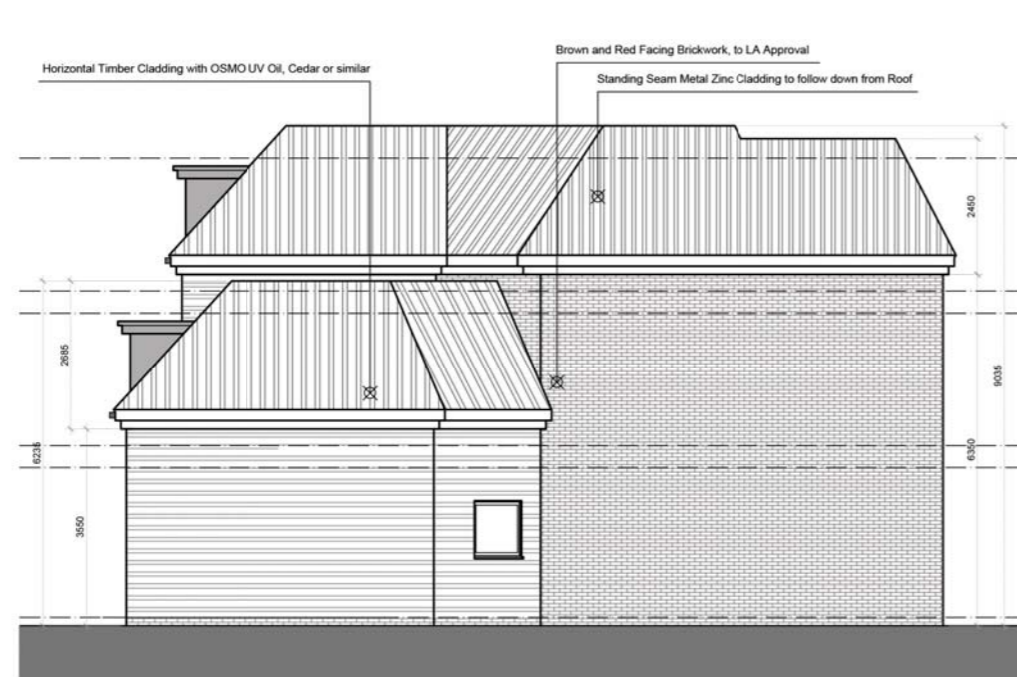 Brown and Red Facing Brickwork, to LA Approval
Horizontal Timber Cladding with OSMO UV Oil, Cedar or similar
Standing Seam Metal Zinc Cladding to follow down from Roof
2450
2685
9035
6235
6350
3550